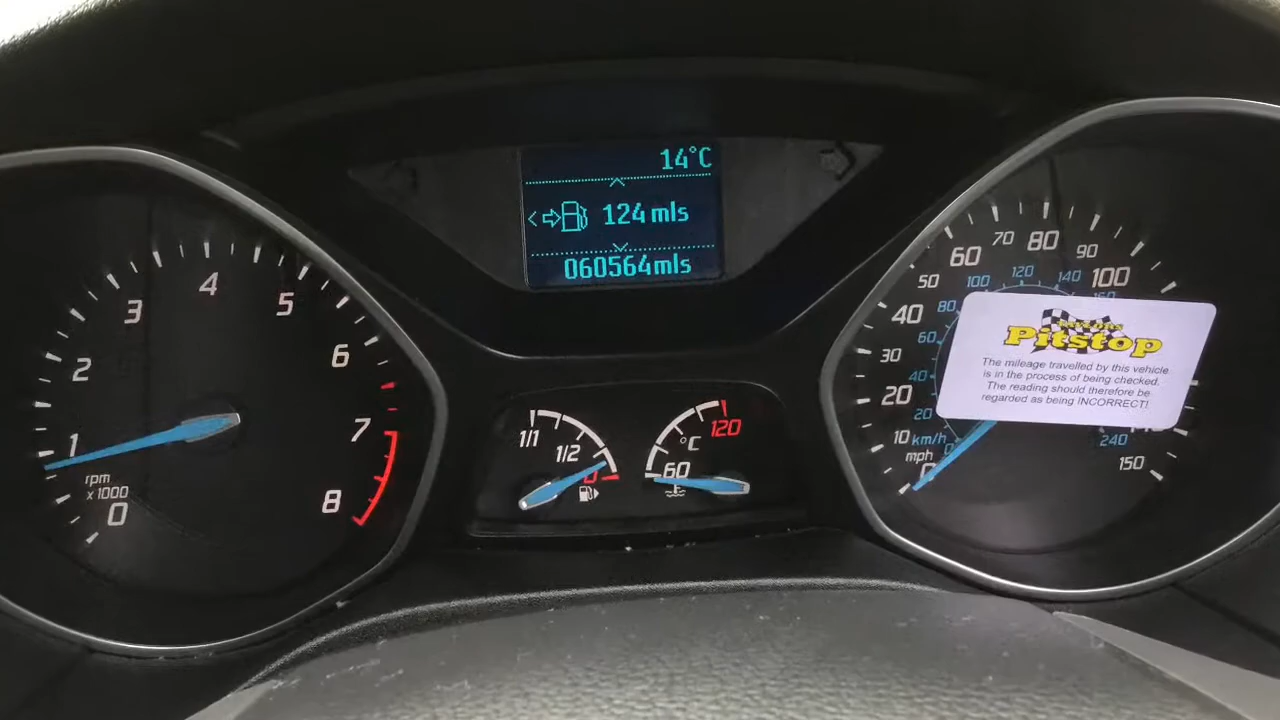 14°C
124 mls
060564mls
0
1
2
3
4
5
6
7
8
rpm
x 1000
1/1
1/2
0
°C
60
120
0
10
20
30
40
50
60
70
80
90
100
150
mph
km/h
0
20
40
60
80
100
120
140
240
Pitstop
The mileage travelled by this vehicle
is in the process of being checked.
The reading should therefore be
regarded as being INCORRECT!